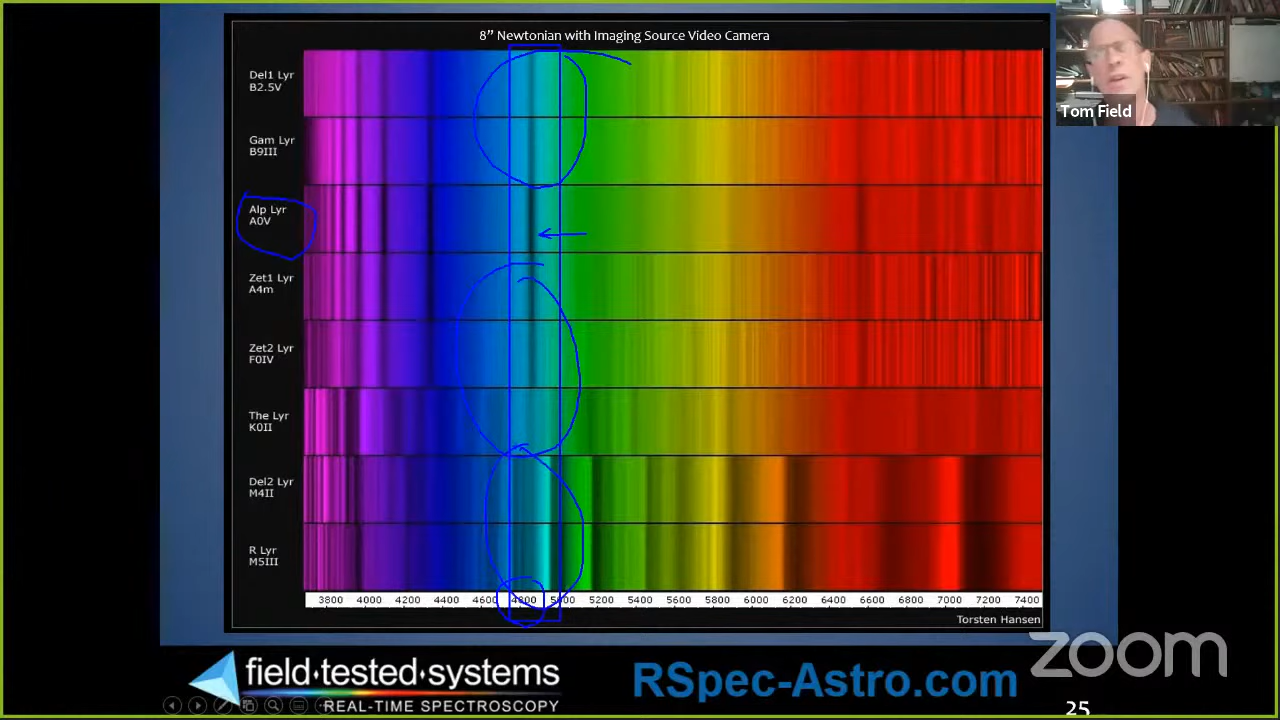 8” Newtonian with Imaging Source Video Camera
Tom Field
Del1 Lyr
B2.5V
Gam Lyr
B9III
Alp Lyr
A0V
Zet1 Lyr
A4m
Zet2 Lyr
F0IV
The Lyr
K0II
Del2 Lyr
M4II
R Lyr
M5III
3800 4000 4200 4400 4600 4800 5000 5200 5400 5600 5800 6000 6200 6400 6600 6800 7000 7200 7400
Torsten Hansen
zoom
field·tested·systems
REAL-TIME SPECTROSCOPY
RSpec-Astro.com
25